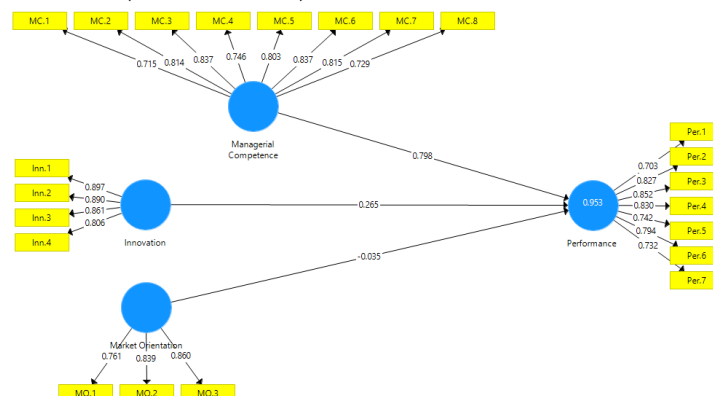 MC.1 MC.2 MC.3 MC.4 MC.5 MC.6 MC.7 MC.8
0.715 0.814 0.837 0.746 0.803 0.837 0.815 0.729
Managerial
Competence
0.798
Inn.1
Inn.2
Inn.3
Inn.4
0.897
0.890
0.861
0.806
Innovation
0.265
Per.1
Per.2
Per.3
Per.4
Per.5
Per.6
Per.7
0.703
0.827
0.852
0.830
0.742
0.794
0.732
0.953
Performance
-0.035
Market Orientation
0.761 0.839 0.860
MO.1 MO.2 MO.3